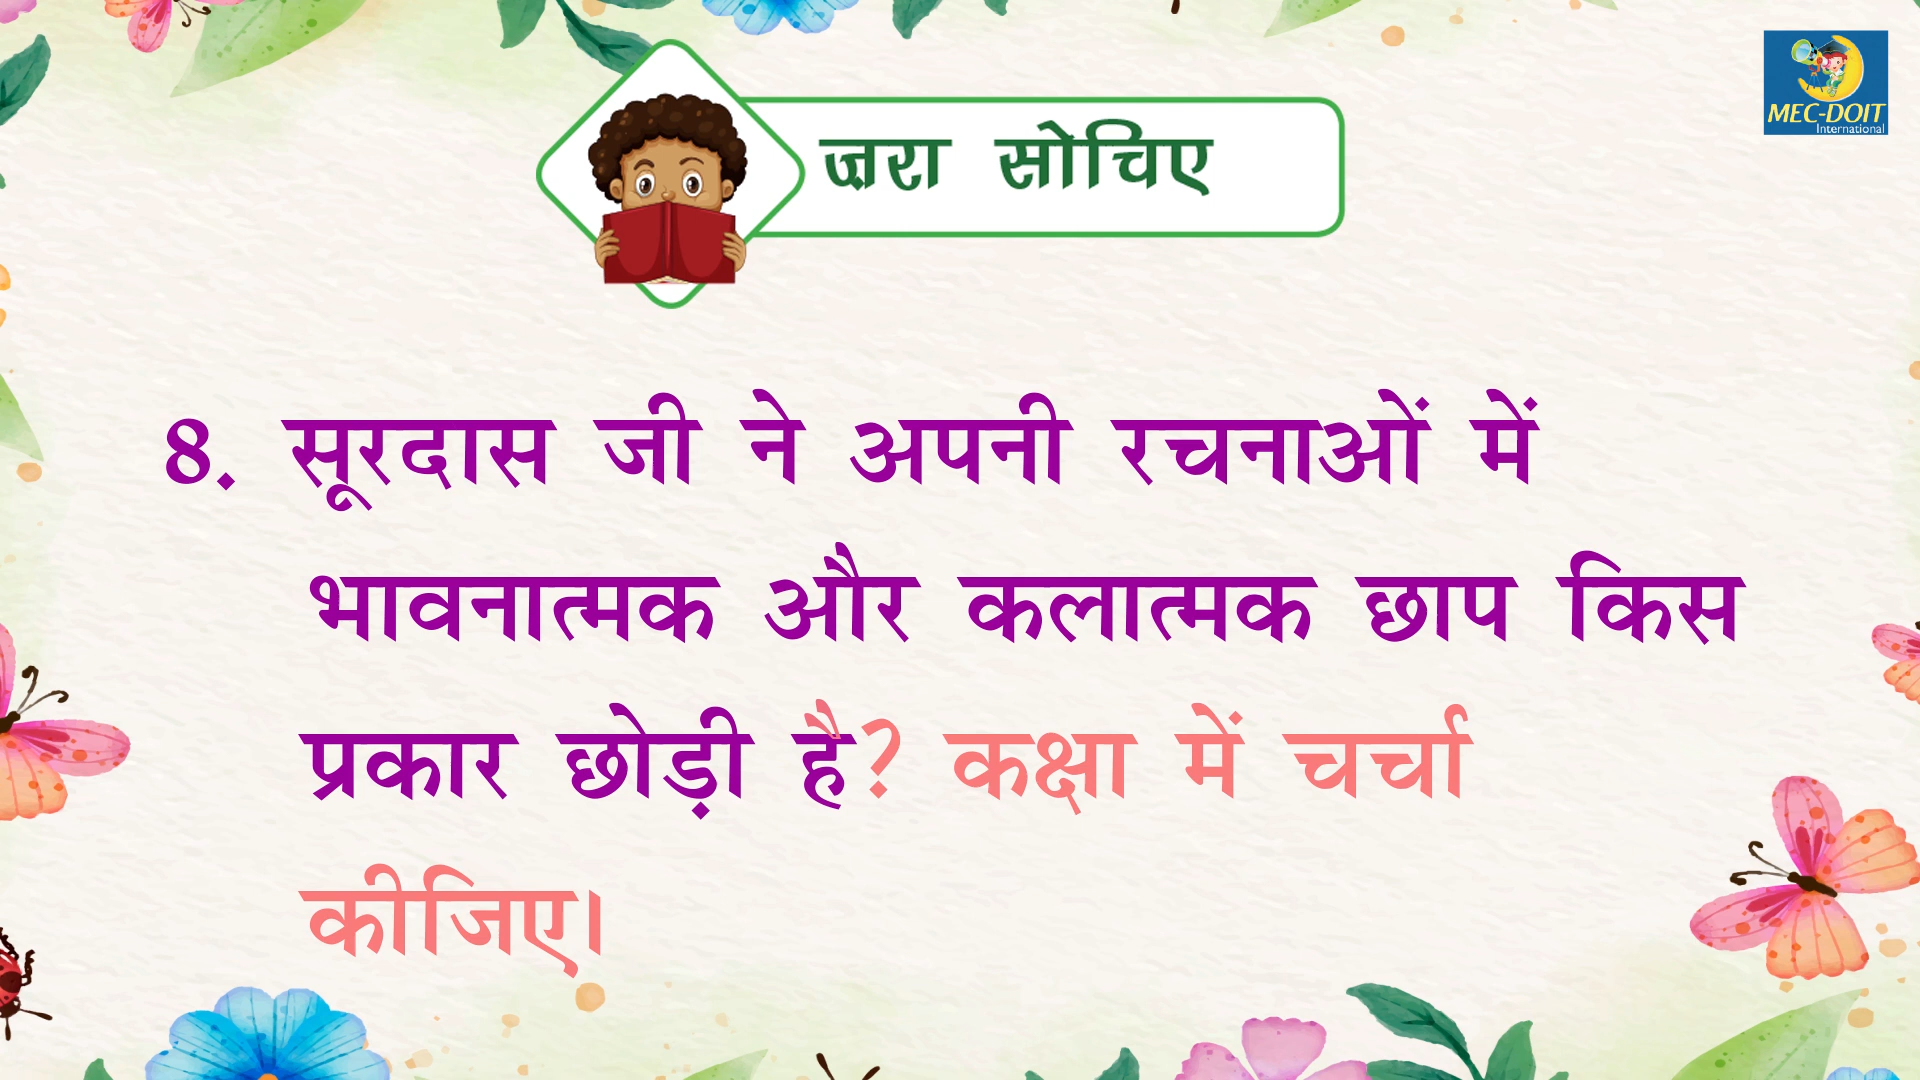 MEC-DOIT
International
ज़रा सोचिए
8. सूरदास जी ने अपनी रचनाओं में
भावनात्मक और कलात्मक छाप किस
प्रकार छोड़ी है? कक्षा में चर्चा
कीजिए।